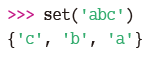 >>> set('abc')
{'c', 'b', 'a'}